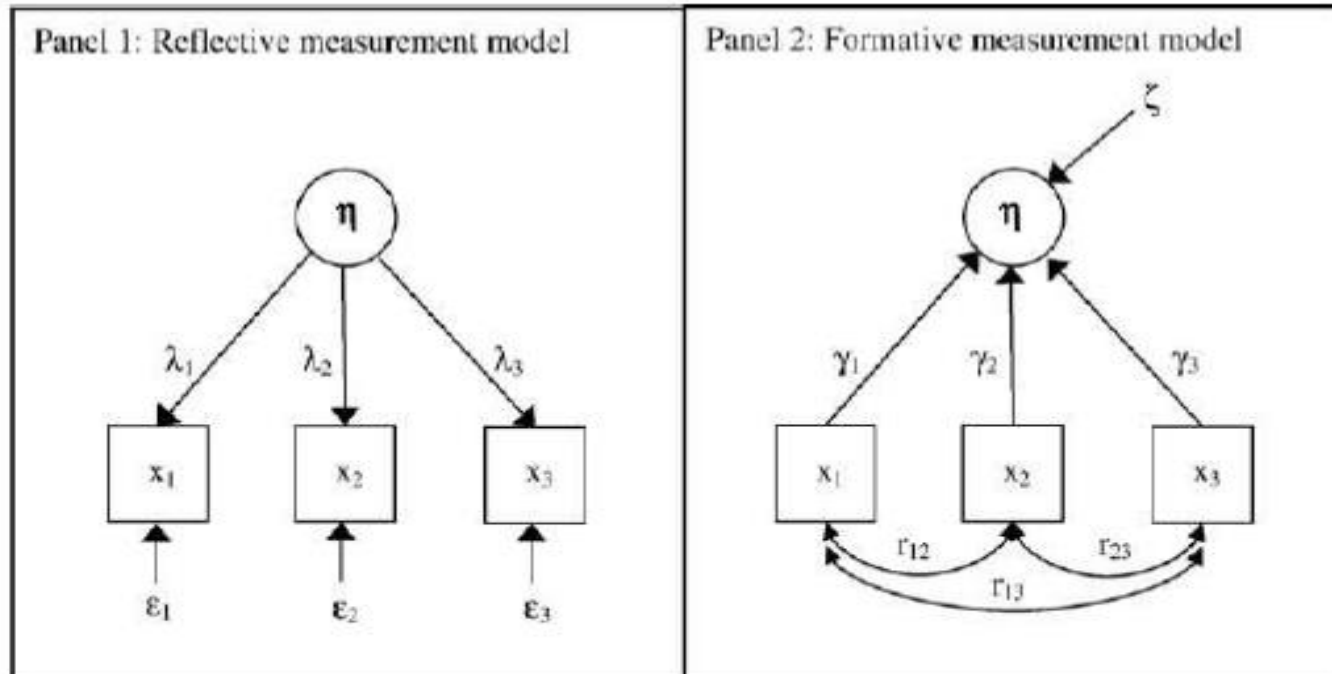 Panel 1: Reflective measurement model
η
λ₁ λ₂ λ₃
x₁ x₂ x₃
ε₁ ε₂ ε₃
Panel 2: Formative measurement model
ζ
η
γ₁ γ₂ γ₃
x₁ x₂ x₃
r₁₂ r₂₃
r₁₃